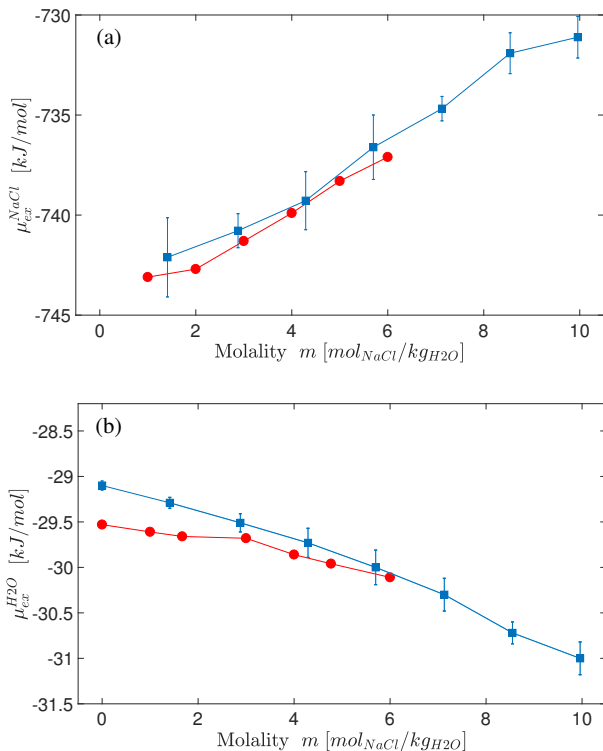 (a)
-730
-735
-740
-745
μ_ex^NaCl [kJ/mol]
0 2 4 6 8 10
Molality m [mol_NaCl/kg_H2O]
(b)
-28.5
-29
-29.5
-30
-30.5
-31
-31.5
μ_ex^H2O [kJ/mol]
0 2 4 6 8 10
Molality m [mol_NaCl/kg_H2O]